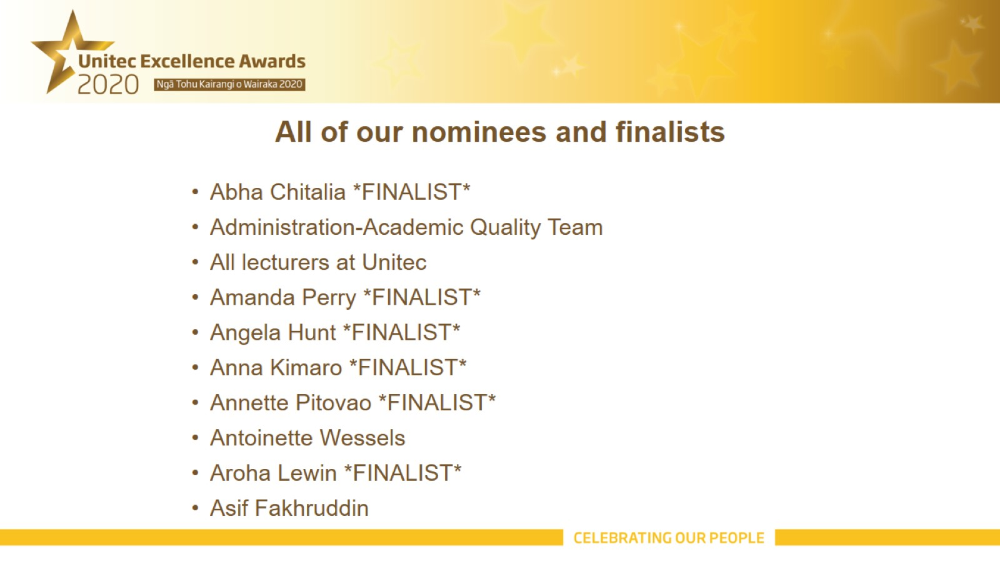 Unitec Excellence Awards
2020 Ngā Tohu Kairangi o Wairaka 2020
All of our nominees and finalists
• Abha Chitalia *FINALIST*
• Administration-Academic Quality Team
• All lecturers at Unitec
• Amanda Perry *FINALIST*
• Angela Hunt *FINALIST*
• Anna Kimaro *FINALIST*
• Annette Pitovao *FINALIST*
• Antoinette Wessels
• Aroha Lewin *FINALIST*
• Asif Fakhruddin
CELEBRATING OUR PEOPLE